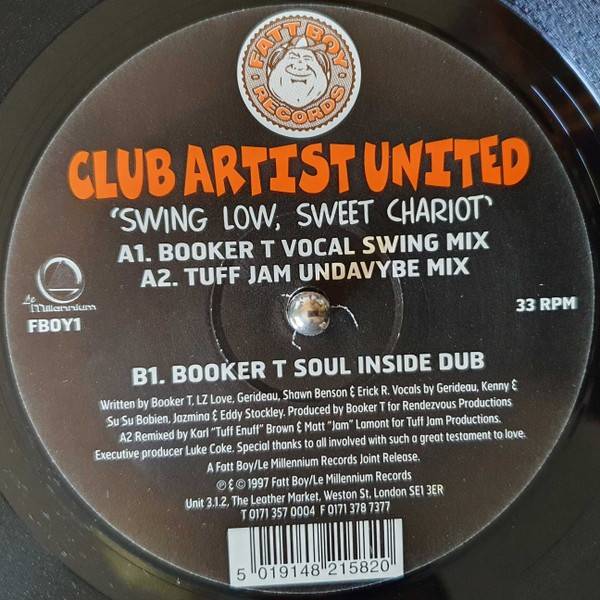 FATT BOY
RECORDS
CLUB ARTIST UNITED
'SWING LOW, SWEET CHARIOT'
A1. BOOKER T VOCAL SWING MIX
A2. TUFF JAM UNDAVYBE MIX
Le
Millennium
FBOY1
33 RPM
B1. BOOKER T SOUL INSIDE DUB
Written by Booker T, LZ Love, Gerideau, Shawn Benson & Erick R. Vocals by Gerideau, Kenny &
Su Su Bobien, Jazmina & Eddy Stockley. Produced by Booker T for Rendezvous Productions
A2 Remixed by Karl "Tuff Enuff" Brown & Matt "Jam" Lamont for Tuff Jam Productions.
Executive producer Luke Coke. Special thanks to all involved with such a great testament to love.
A Fatt Boy/Le Millennium Records Joint Release.
℗ & © 1997 Fatt Boy/Le Millennium Records
Unit 3.1.2, The Leather Market, Weston St. London SE1 3ER
T 0171 357 0004 F 0171 378 7377
5 019148 215820